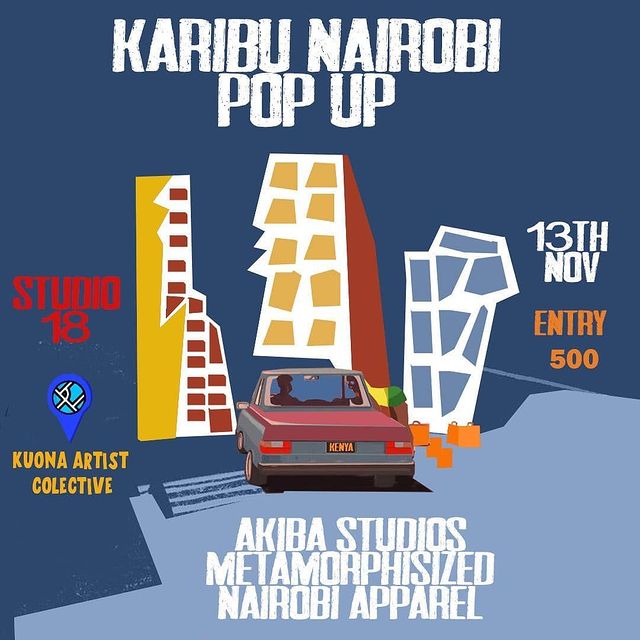 KARIBU NAIROBI
POP UP
13TH
NOV
STUDIO
18
ENTRY
500
KENYA
KUONA ARTIST
COLECTIVE
AKIBA STUDIOS
METAMORPHISIZED
NAIROBI APPAREL